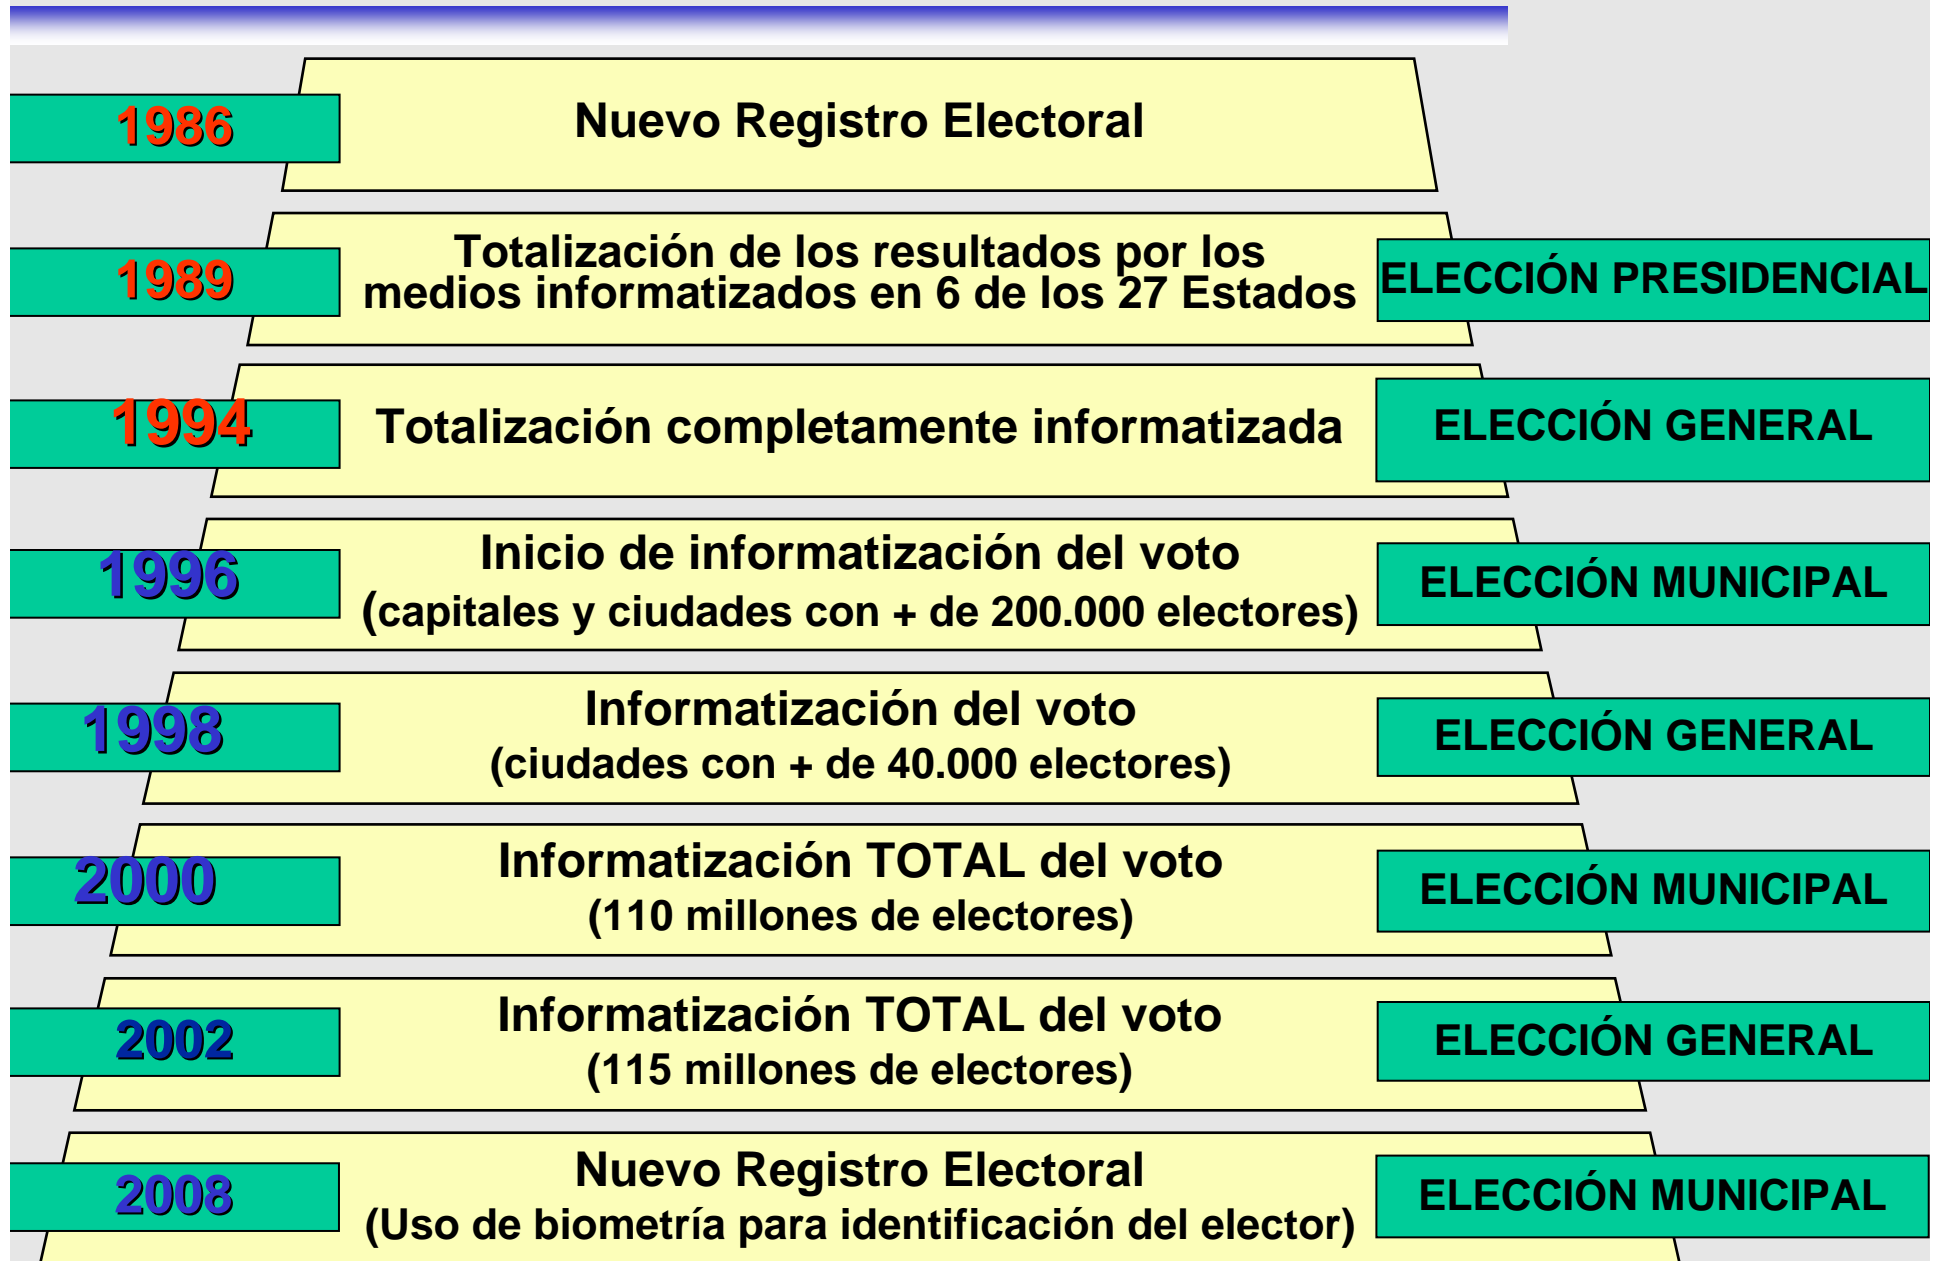 1986
Nuevo Registro Electoral
1989
Totalización de los resultados por los
medios informatizados en 6 de los 27 Estados
ELECCIÓN PRESIDENCIAL
1994
Totalización completamente informatizada
ELECCIÓN GENERAL
1996
Inicio de informatización del voto
(capitales y ciudades con + de 200.000 electores)
ELECCIÓN MUNICIPAL
1998
Informatización del voto
(ciudades con + de 40.000 electores)
ELECCIÓN GENERAL
2000
Informatización TOTAL del voto
(110 millones de electores)
ELECCIÓN MUNICIPAL
2002
Informatización TOTAL del voto
(115 millones de electores)
ELECCIÓN GENERAL
2008
Nuevo Registro Electoral
(Uso de biometría para identificación del elector)
ELECCIÓN MUNICIPAL